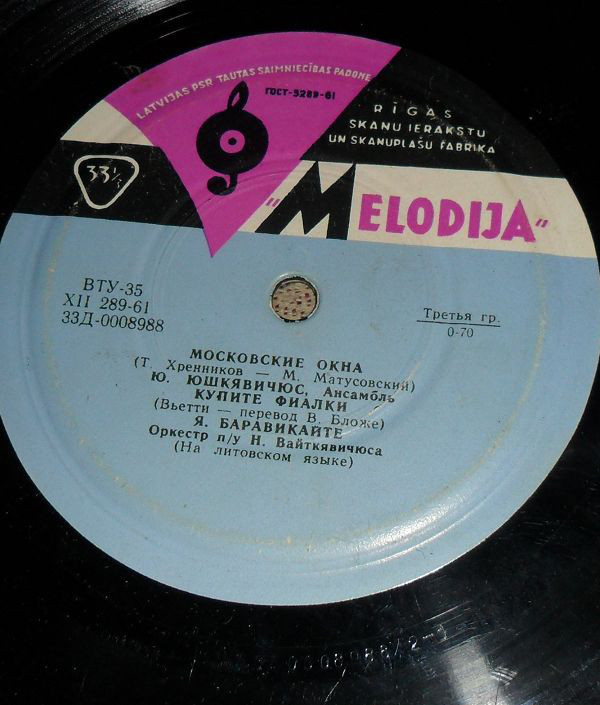 LATVIJAS PSR TAUTAS SAIMNIECĪBAS PADOME
ГОСТ-5289-61
RĪGAS
SKAŅU IERAKSTU
UN SKAŅUPLAŠU FABRIKA
33⅓
"MELODIJA"
ВТУ-35
XII 289-61
33Д-0008988
Третья гр.
0-70
МОСКОВСКИЕ ОКНА
(Т. Хренников — М. Матусовский)
Ю. ЮШКЯВИЧЮС, Ансамбль
КУПИТЕ ФИАЛКИ
(Вьетти — перевод В. Бложе)
Я. БАРАВИКАЙТЕ
Оркестр п/у Н. Вайткявичюса
(На литовском языке)